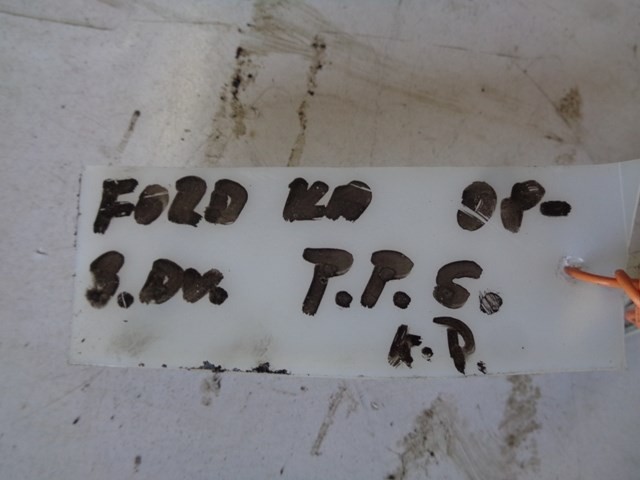 FORD KA 09-
3.DV. T.P.S.
K.P.